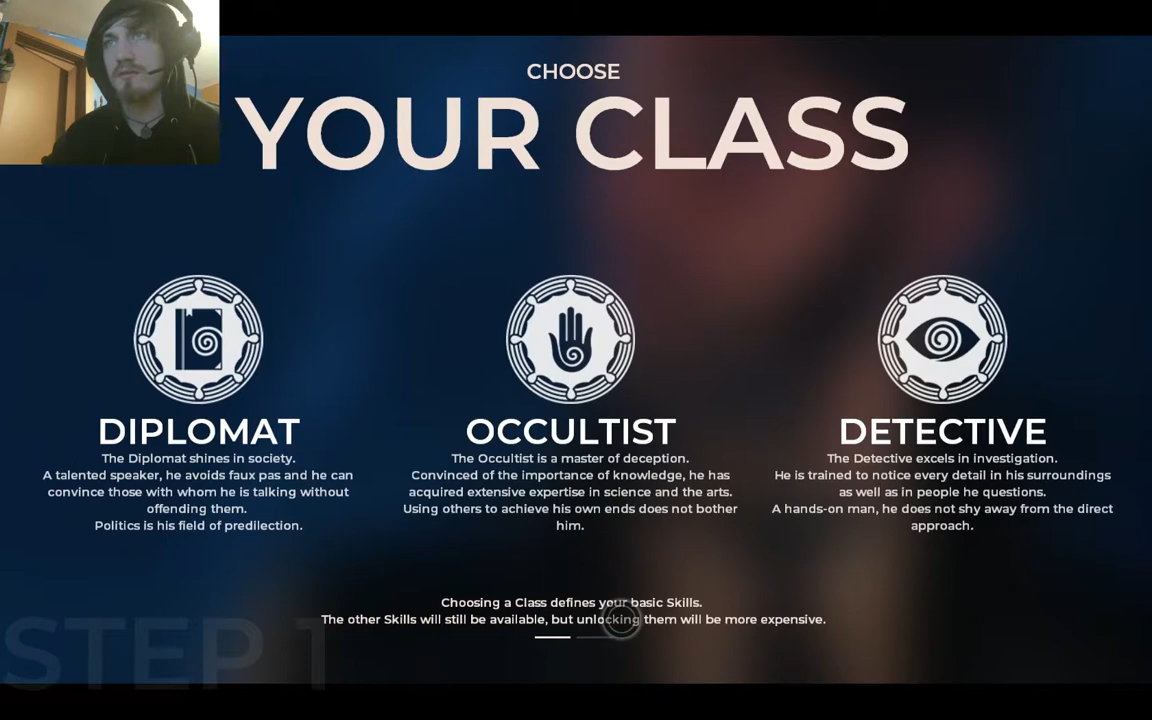 CHOOSE
YOUR CLASS
DIPLOMAT
The Diplomat shines in society.
A talented speaker, he avoids faux pas and he can
convince those with whom he is talking without
offending them.
Politics is his field of predilection.
OCCULTIST
The Occultist is a master of deception.
Convinced of the importance of knowledge, he has
acquired extensive expertise in science and the arts.
Using others to achieve his own ends does not bother
him.
DETECTIVE
The Detective excels in investigation.
He is trained to notice every detail in his surroundings
as well as in people he questions.
A hands-on man, he does not shy away from the direct
approach.
Choosing a Class defines your basic Skills.
The other Skills will still be available, but unlocking them will be more expensive.
STEP 1